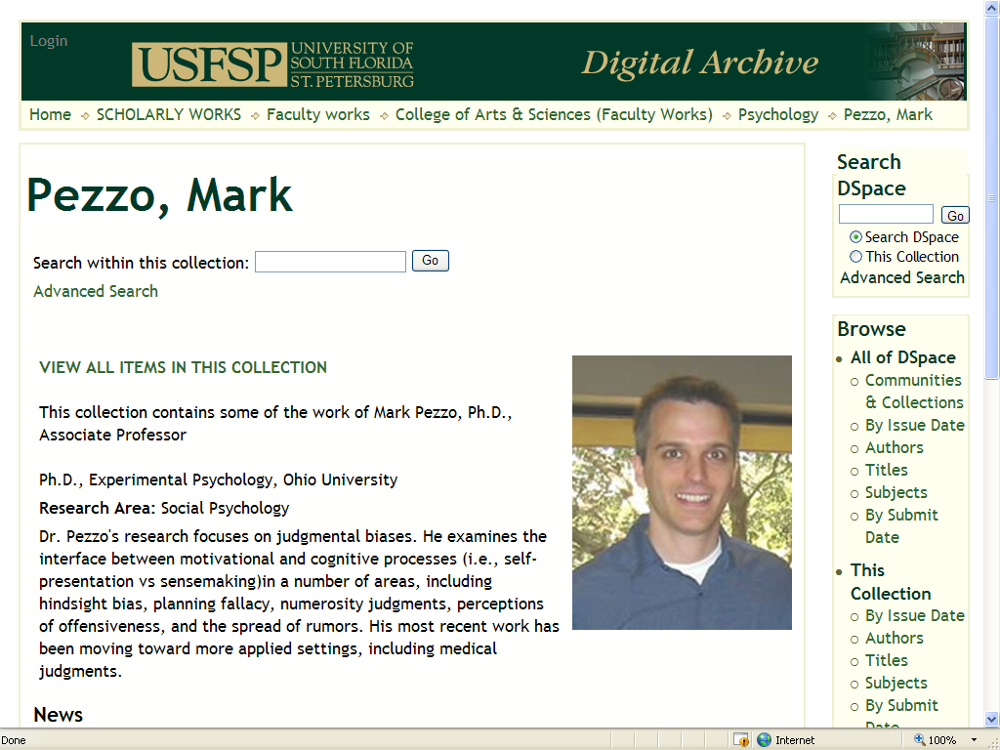 Login
USFSP UNIVERSITY OF
SOUTH FLORIDA
ST. PETERSBURG
Digital Archive
Home SCHOLARLY WORKS Faculty works College of Arts & Sciences (Faculty Works) Psychology Pezzo, Mark
Pezzo, Mark
Search within this collection: Go
Advanced Search
VIEW ALL ITEMS IN THIS COLLECTION
This collection contains some of the work of Mark Pezzo, Ph.D.,
Associate Professor
Ph.D., Experimental Psychology, Ohio University
Research Area: Social Psychology
Dr. Pezzo's research focuses on judgmental biases. He examines the
interface between motivational and cognitive processes (i.e., self-
presentation vs sensemaking)in a number of areas, including
hindsight bias, planning fallacy, numerosity judgments, perceptions
of offensiveness, and the spread of rumors. His most recent work has
been moving toward more applied settings, including medical
judgments.
News
Search
DSpace
Go
Search DSpace
This Collection
Advanced Search
Browse
All of DSpace
Communities
& Collections
By Issue Date
Authors
Titles
Subjects
By Submit
Date
This
Collection
By Issue Date
Authors
Titles
Subjects
By Submit
Date
Done
Internet
100%